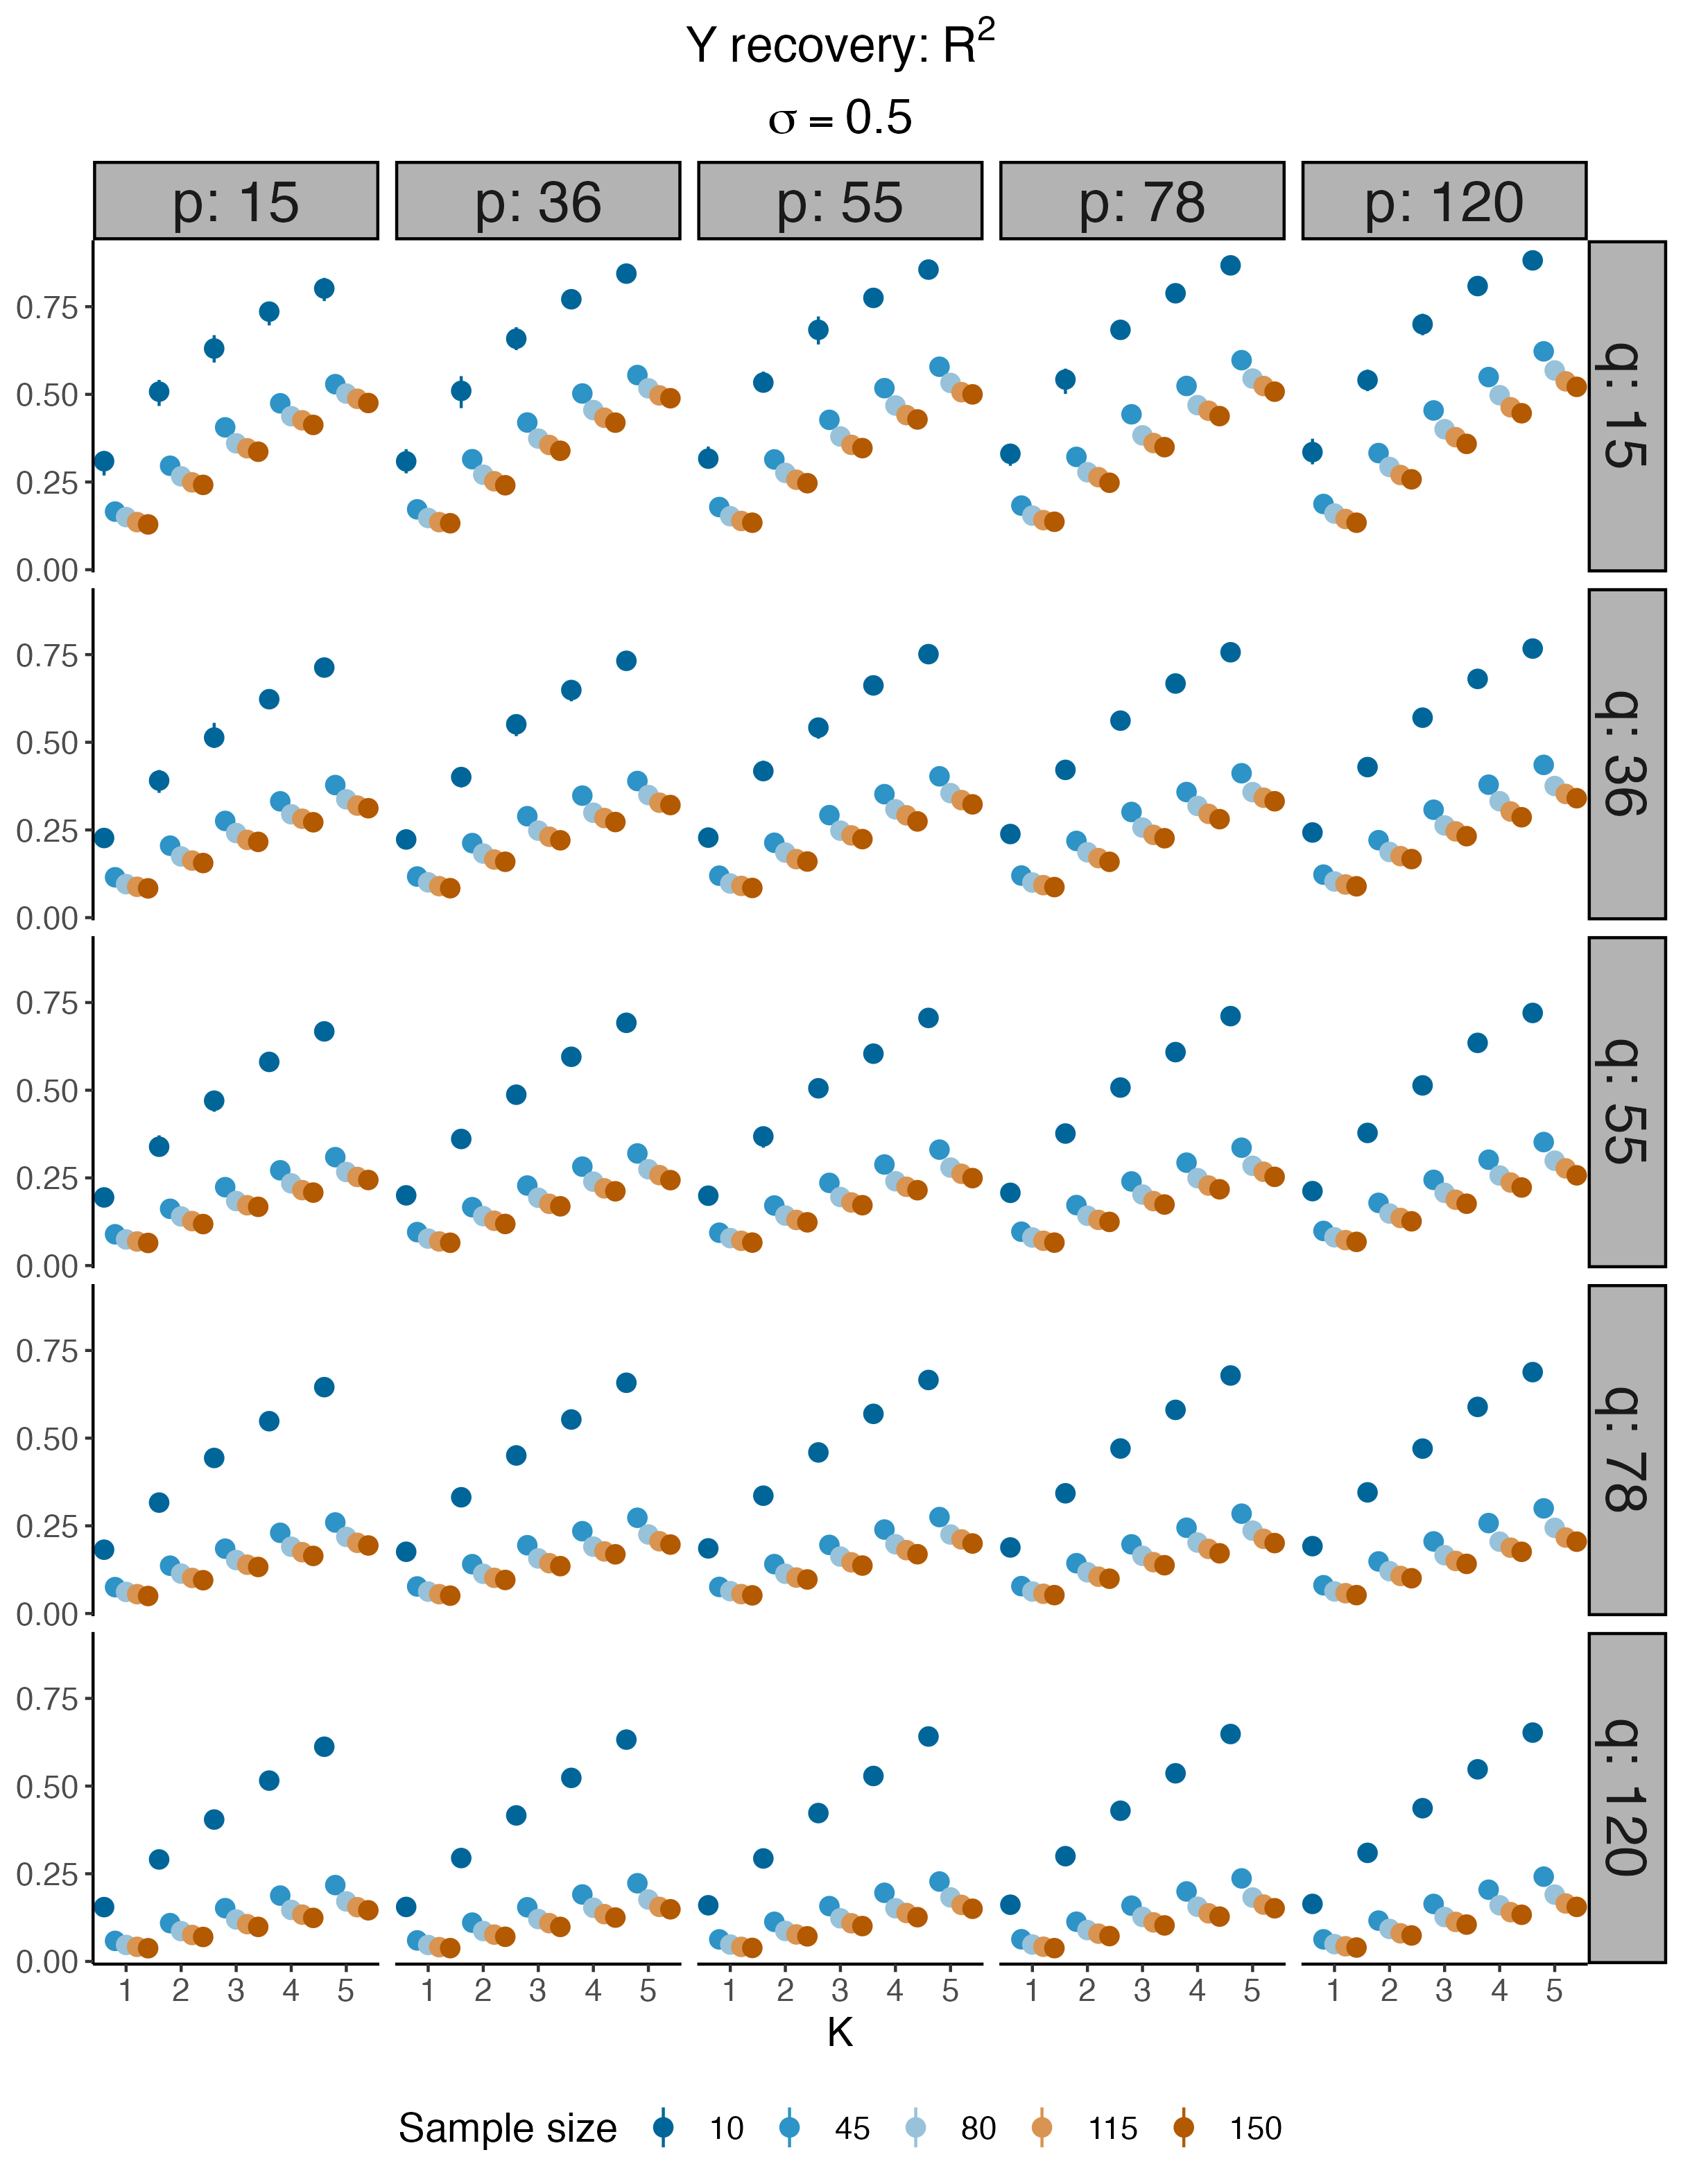 Y recovery: R²
σ = 0.5
p: 15 p: 36 p: 55 p: 78 p: 120
0.75
0.50
0.25
0.00
q: 15
0.75
0.50
0.25
0.00
q: 36
0.75
0.50
0.25
0.00
q: 55
0.75
0.50
0.25
0.00
q: 78
0.75
0.50
0.25
0.00
q: 120
1 2 3 4 5 1 2 3 4 5 1 2 3 4 5 1 2 3 4 5 1 2 3 4 5
K
Sample size 10 45 80 115 150